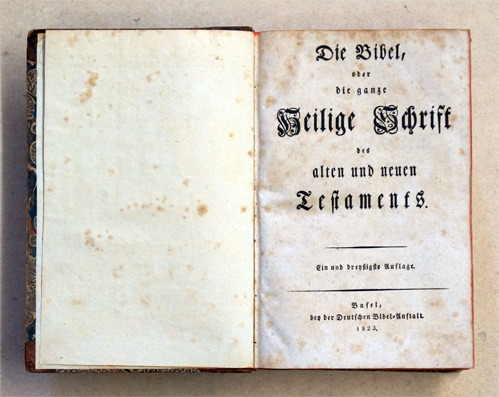 Die Bibel,
oder
die ganze
Heilige Schrift
des
alten und neuen
Testaments.
Ein und dreyßigste Auflage.
Basel,
bey der Deutschen Bibel-Anstalt.
1823.